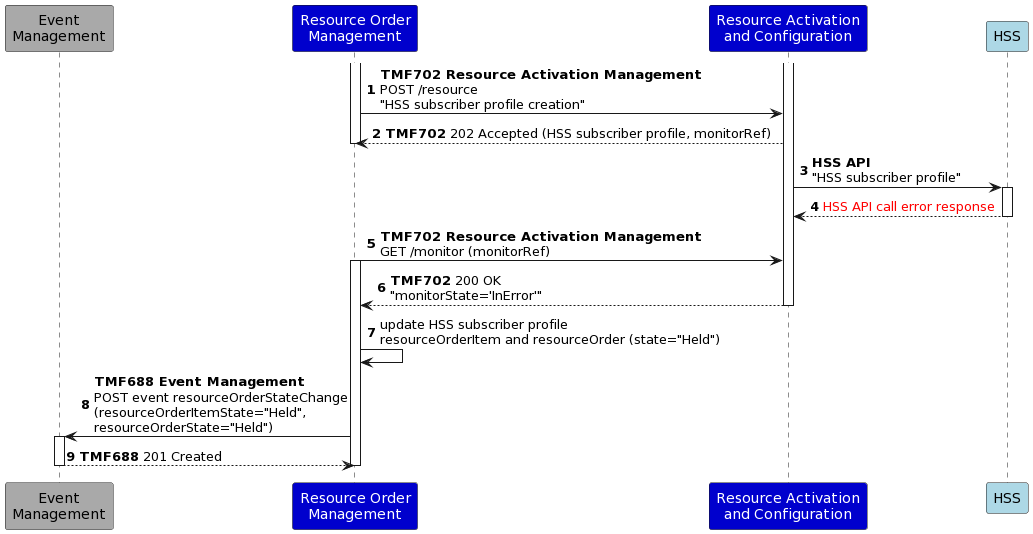 Event
Management
Resource Order
Management
Resource Activation
and Configuration
HSS
TMF702 Resource Activation Management
1 POST /resource
"HSS subscriber profile creation"
2 TMF702 202 Accepted (HSS subscriber profile, monitorRef)
HSS API
3 "HSS subscriber profile"
4 HSS API call error response
TMF702 Resource Activation Management
5 GET /monitor (monitorRef)
TMF702 200 OK
6 "monitorState='InError'"
7 update HSS subscriber profile
resourceOrderItem and resourceOrder (state="Held")
TMF688 Event Management
8 POST event resourceOrderStateChange
(resourceOrderItemState="Held",
resourceOrderState="Held")
9 TMF688 201 Created
Event
Management
Resource Order
Management
Resource Activation
and Configuration
HSS